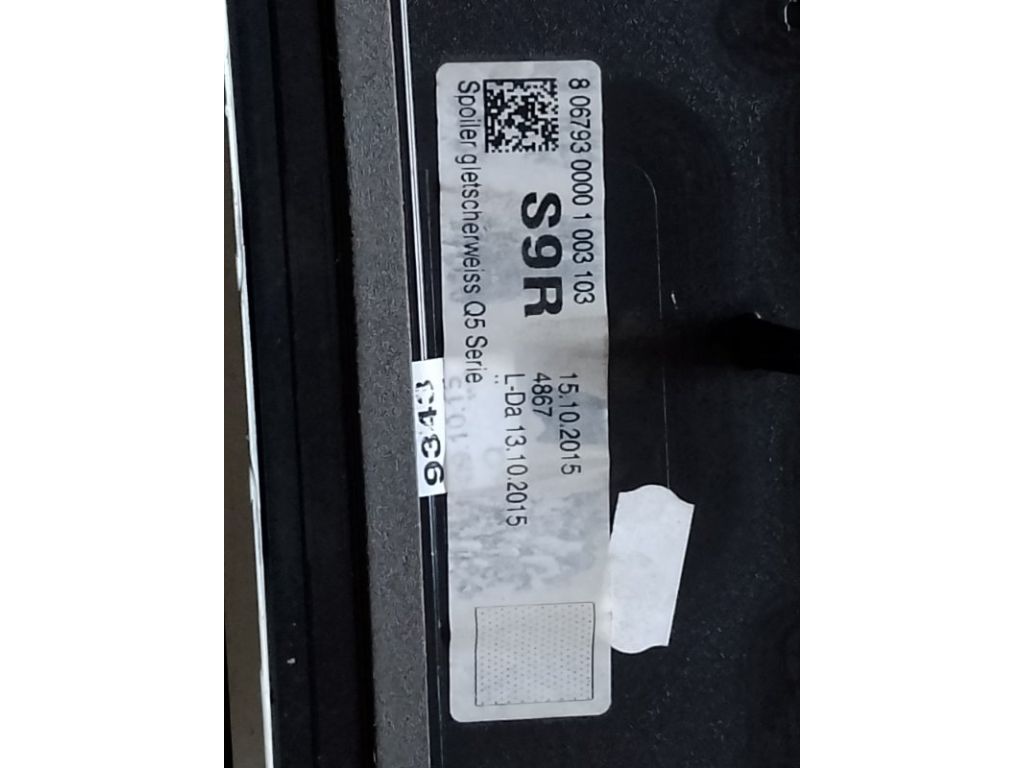 8 06793 0000 1 003 103
S9R
Spoiler gletscherweiss Q5 Serie
15.10.2015
4867
L-Da 13.10.2015
9343